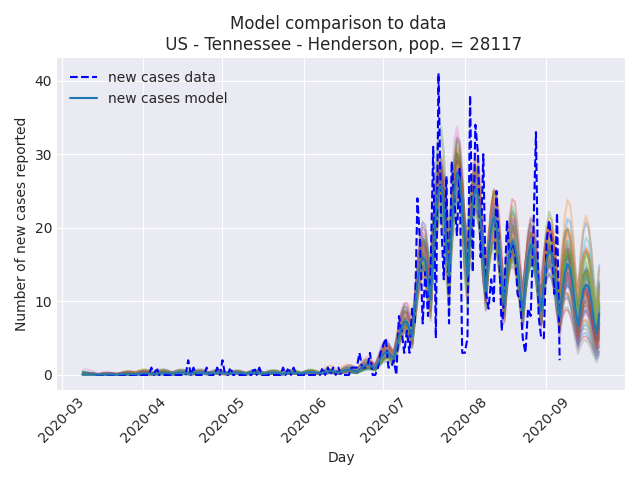 Model comparison to data
US - Tennessee - Henderson, pop. = 28117
new cases data
new cases model
Number of new cases reported
40
30
20
10
0
2020-03
2020-04
2020-05
2020-06
2020-07
2020-08
2020-09
Day